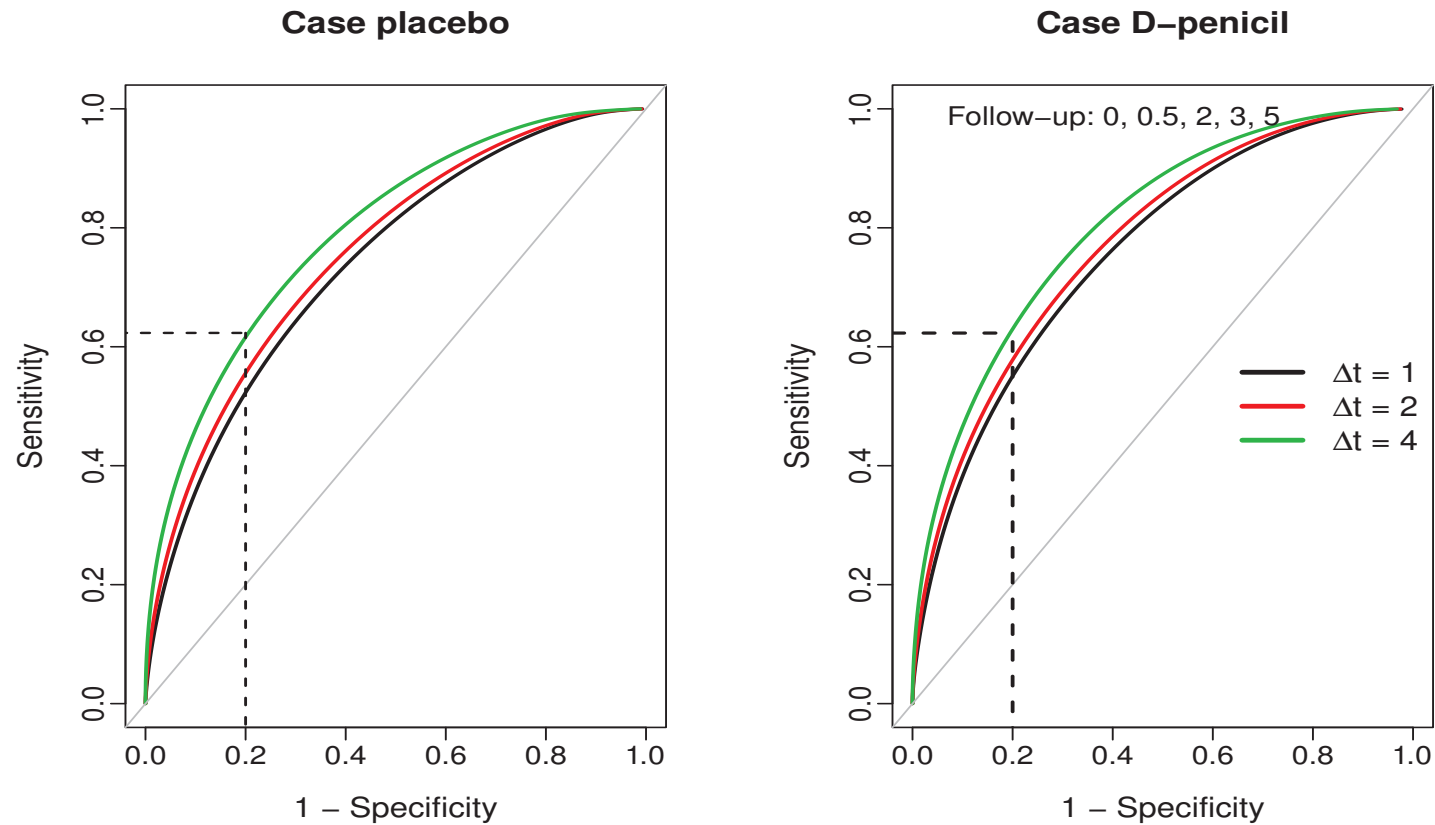 Case placebo
1.0
0.8
0.6
0.4
0.2
0.0
Sensitivity
0.0 0.2 0.4 0.6 0.8 1.0
1 − Specificity
Case D−penicil
Follow−up: 0, 0.5, 2, 3, 5
1.0
0.8
0.6
0.4
0.2
0.0
Sensitivity
Δt = 1
Δt = 2
Δt = 4
0.0 0.2 0.4 0.6 0.8 1.0
1 − Specificity